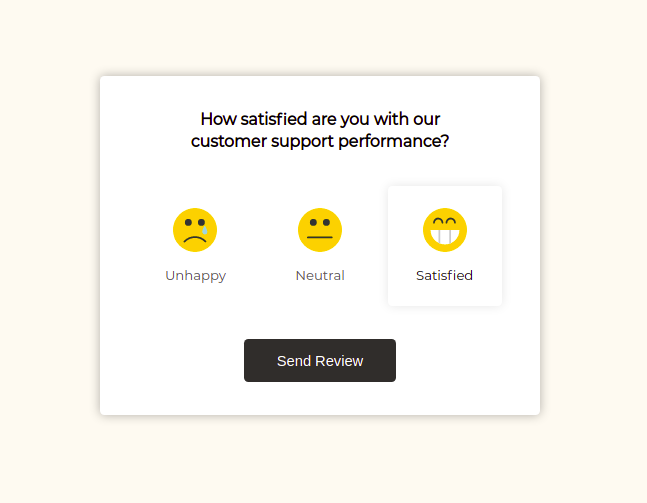 How satisfied are you with our
customer support performance?
Unhappy
Neutral
Satisfied
Send Review